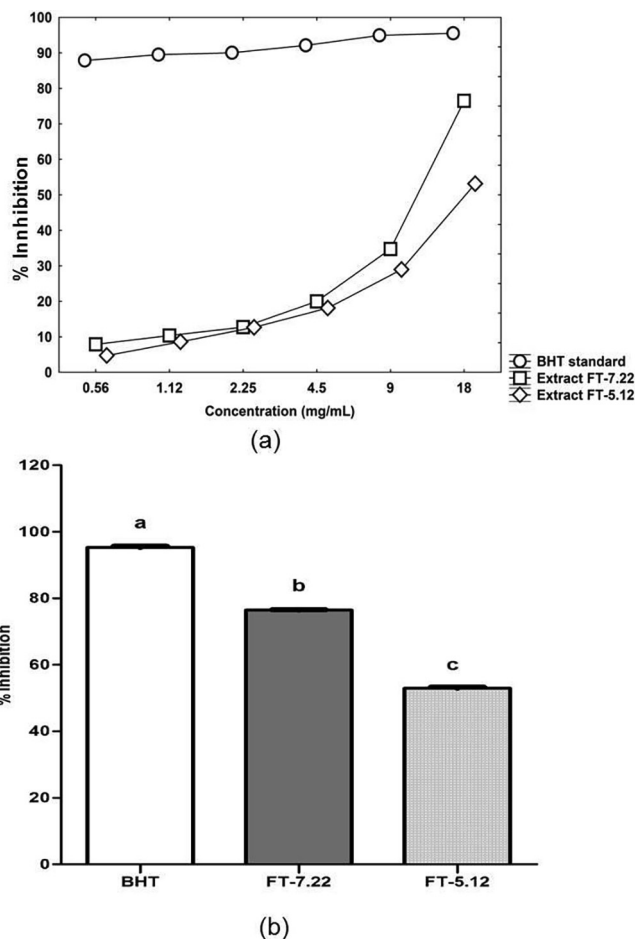 100
90
80
70
60
50
40
30
20
10
0
% Innhibition
0.56 1.12 2.25 4.5 9 18
Concentration (mg/mL)
BHT standard
Extract FT-7.22
Extract FT-5.12
(a)
120
100
80
60
40
20
0
% Inhibition
a
b
c
BHT FT-7.22 FT-5.12
(b)